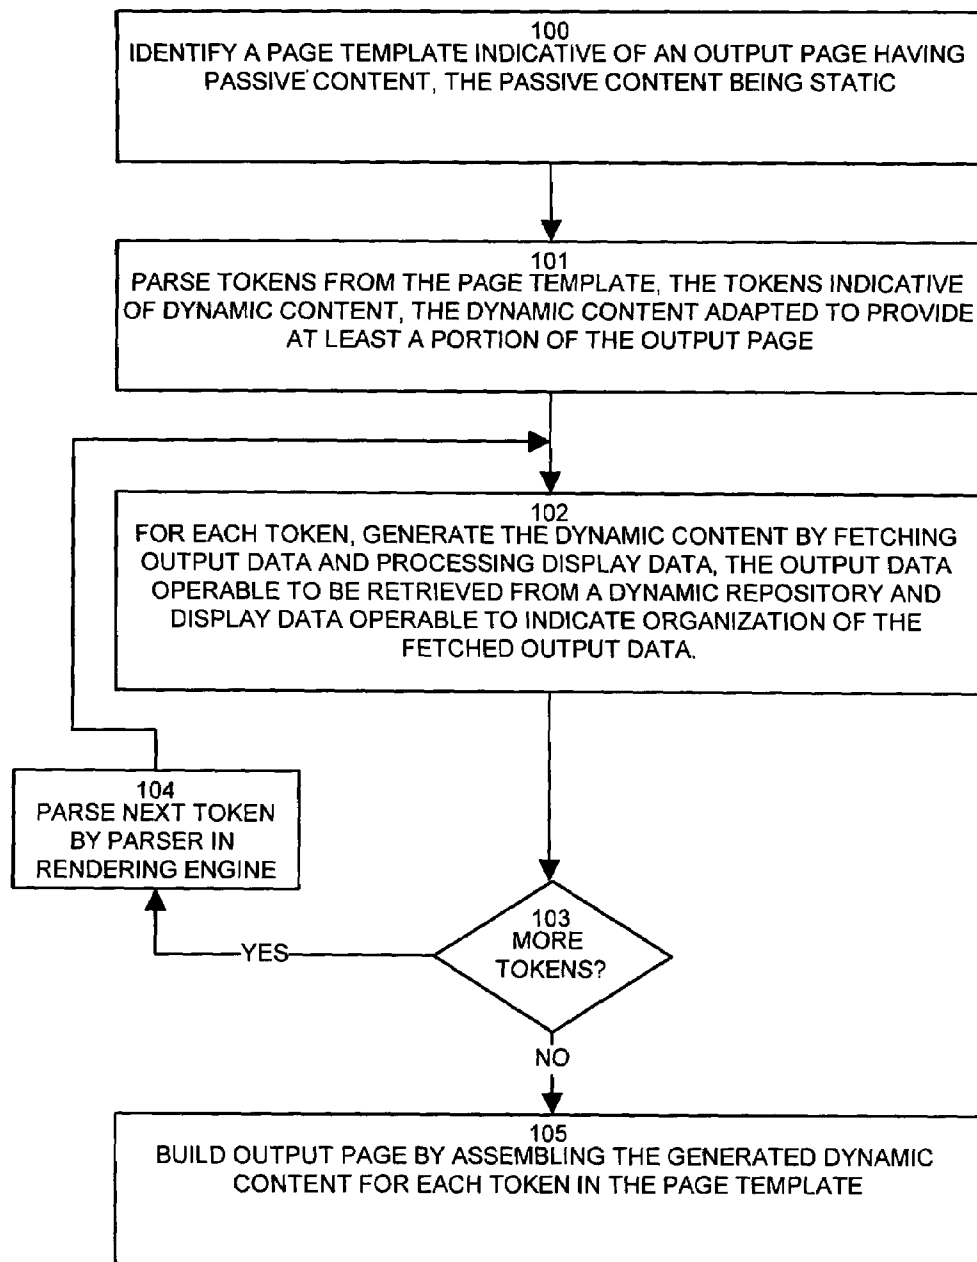 100
IDENTIFY A PAGE TEMPLATE INDICATIVE OF AN OUTPUT PAGE HAVING
PASSIVE CONTENT, THE PASSIVE CONTENT BEING STATIC
101
PARSE TOKENS FROM THE PAGE TEMPLATE, THE TOKENS INDICATIVE
OF DYNAMIC CONTENT, THE DYNAMIC CONTENT ADAPTED TO PROVIDE
AT LEAST A PORTION OF THE OUTPUT PAGE
102
FOR EACH TOKEN, GENERATE THE DYNAMIC CONTENT BY FETCHING
OUTPUT DATA AND PROCESSING DISPLAY DATA, THE OUTPUT DATA
OPERABLE TO BE RETRIEVED FROM A DYNAMIC REPOSITORY AND
DISPLAY DATA OPERABLE TO INDICATE ORGANIZATION OF THE
FETCHED OUTPUT DATA.
104
PARSE NEXT TOKEN
BY PARSER IN
RENDERING ENGINE
103
MORE
TOKENS?
YES
NO
105
BUILD OUTPUT PAGE BY ASSEMBLING THE GENERATED DYNAMIC
CONTENT FOR EACH TOKEN IN THE PAGE TEMPLATE